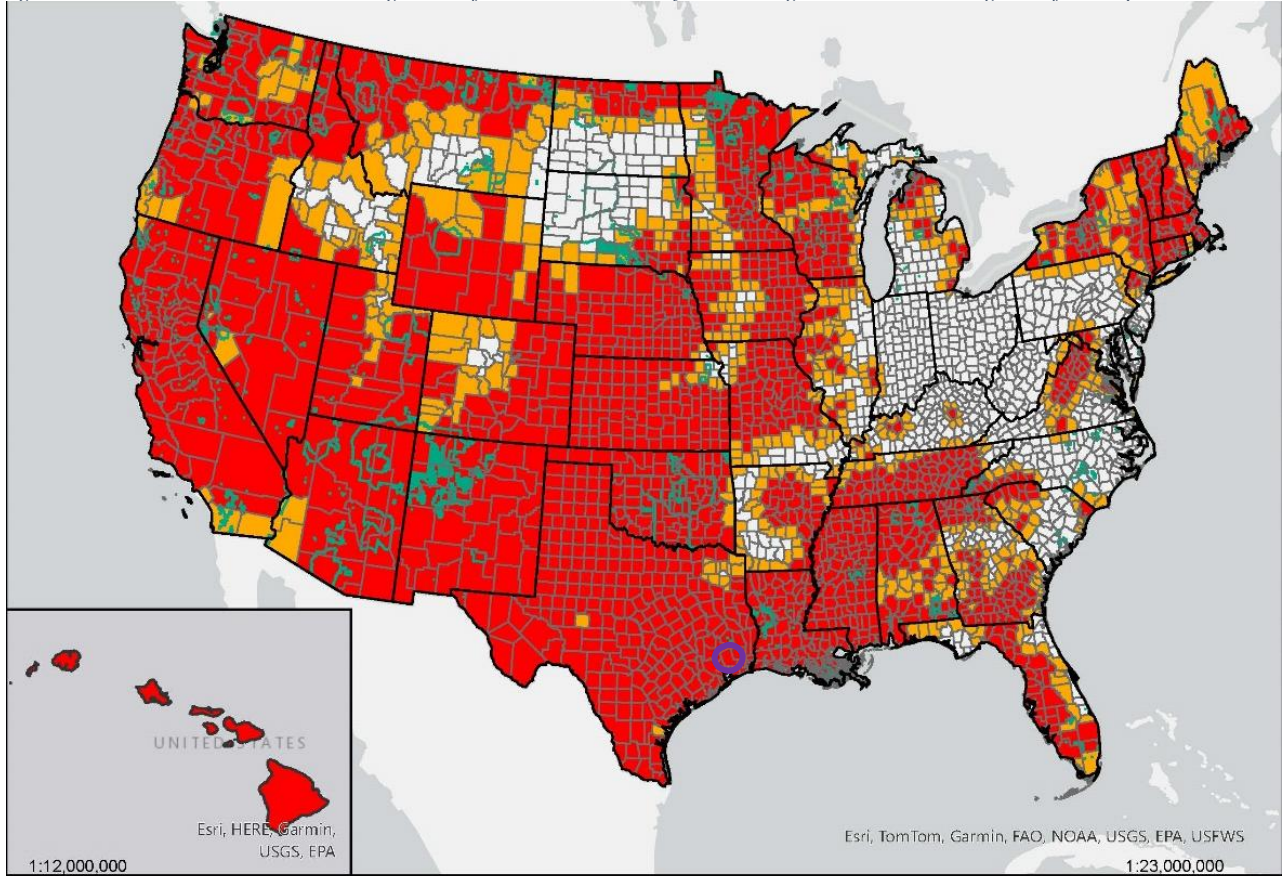 UNITED STATES
Esri, HERE, Garmin,
USGS, EPA
1:12,000,000
Esri, TomTom, Garmin, FAO, NOAA, USGS, EPA, USFWS
1:23,000,000